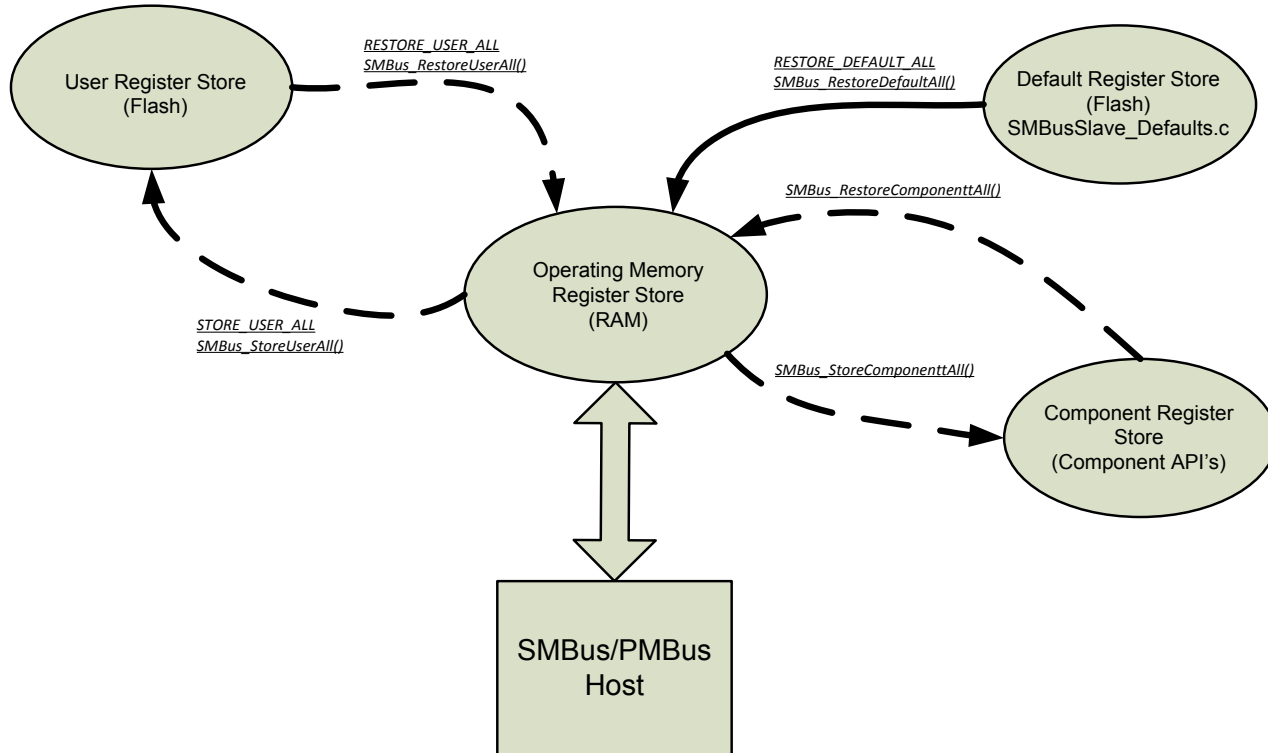 RESTORE_USER_ALL
SMBus_RestoreUserAll()
User Register Store
(Flash)
RESTORE_DEFAULT_ALL
SMBus_RestoreDefaultAll()
Default Register Store
(Flash)
SMBusSlave_Defaults.c
SMBus_RestoreComponenttAll()
Operating Memory
Register Store
(RAM)
STORE_USER_ALL
SMBus_StoreUserAll()
SMBus_StoreComponenttAll()
Component Register
Store
(Component API's)
SMBus/PMBus
Host